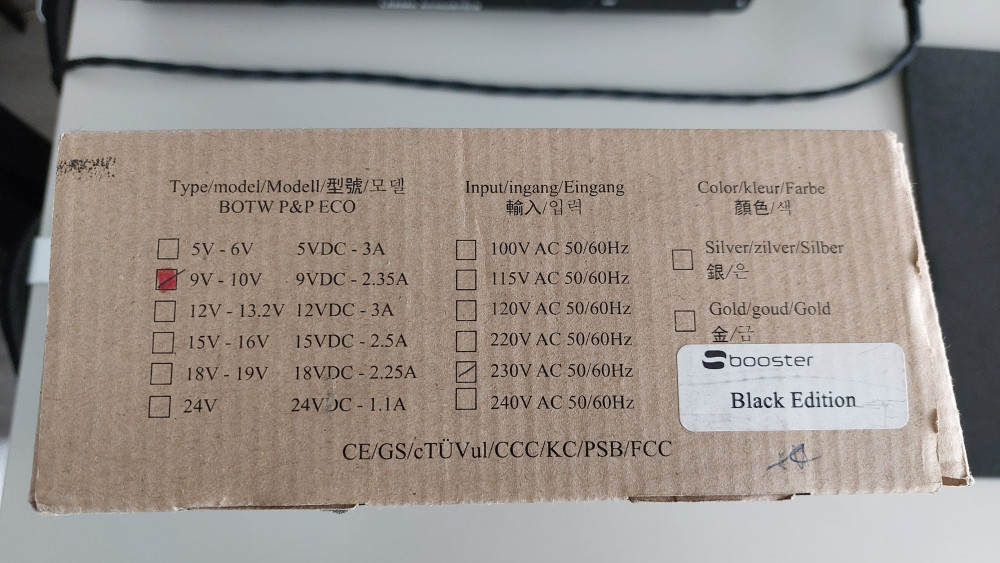 Type/model/Modell/型號/모델
BOTW P&P ECO
5V - 6V 5VDC - 3A
9V - 10V 9VDC - 2.35A
12V - 13.2V 12VDC - 3A
15V - 16V 15VDC - 2.5A
18V - 19V 18VDC - 2.25A
24V 24VDC - 1.1A
Input/ingang/Eingang
輸入/입력
100V AC 50/60Hz
115V AC 50/60Hz
120V AC 50/60Hz
220V AC 50/60Hz
230V AC 50/60Hz
240V AC 50/60Hz
Color/kleur/Farbe
顏色/색
Silver/zilver/Silber
銀/은
Gold/goud/Gold
金/금
Sbooster
Black Edition
CE/GS/cTÜVul/CCC/KC/PSB/FCC